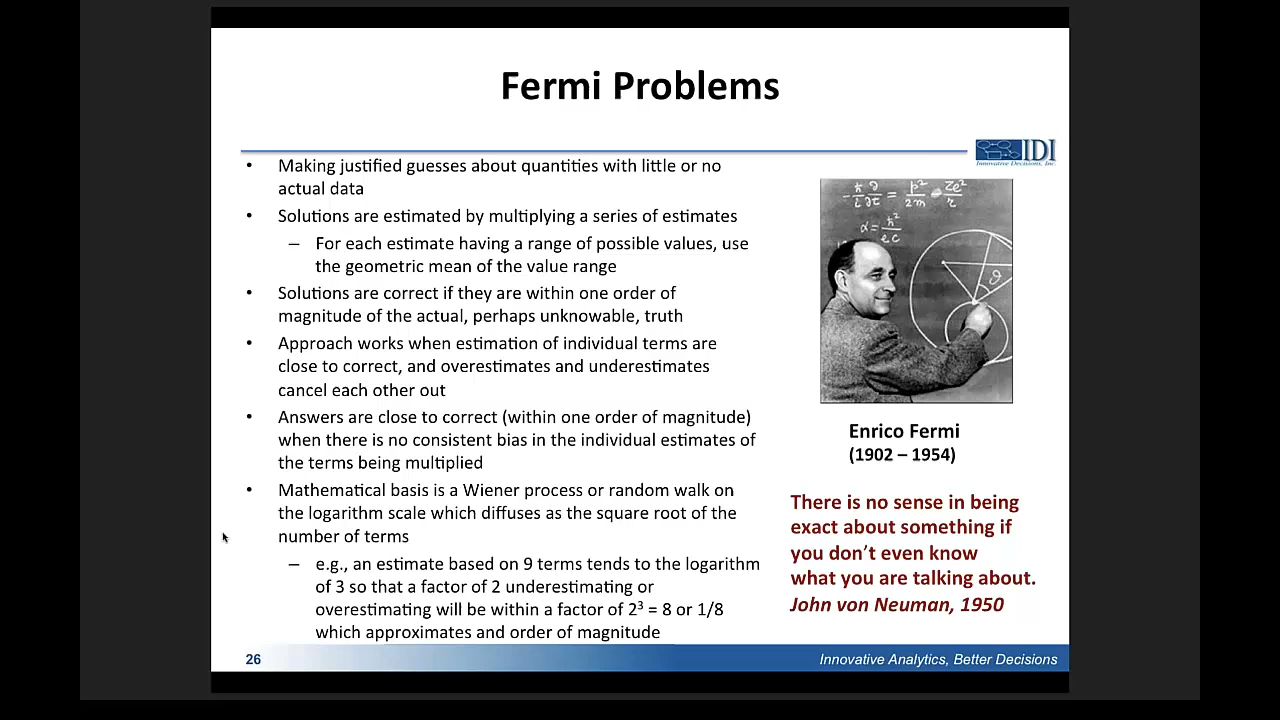 Fermi Problems
IDI
Innovative Decisions, Inc.
• Making justified guesses about quantities with little or no
actual data
• Solutions are estimated by multiplying a series of estimates
– For each estimate having a range of possible values, use
the geometric mean of the value range
• Solutions are correct if they are within one order of
magnitude of the actual, perhaps unknowable, truth
• Approach works when estimation of individual terms are
close to correct, and overestimates and underestimates
cancel each other out
• Answers are close to correct (within one order of magnitude)
when there is no consistent bias in the individual estimates of
the terms being multiplied
• Mathematical basis is a Wiener process or random walk on
the logarithm scale which diffuses as the square root of the
number of terms
– e.g., an estimate based on 9 terms tends to the logarithm
of 3 so that a factor of 2 underestimating or
overestimating will be within a factor of 2³ = 8 or 1/8
which approximates and order of magnitude
α = ħ²
ec
Enrico Fermi
(1902 – 1954)
There is no sense in being
exact about something if
you don’t even know
what you are talking about.
John von Neuman, 1950
26
Innovative Analytics, Better Decisions